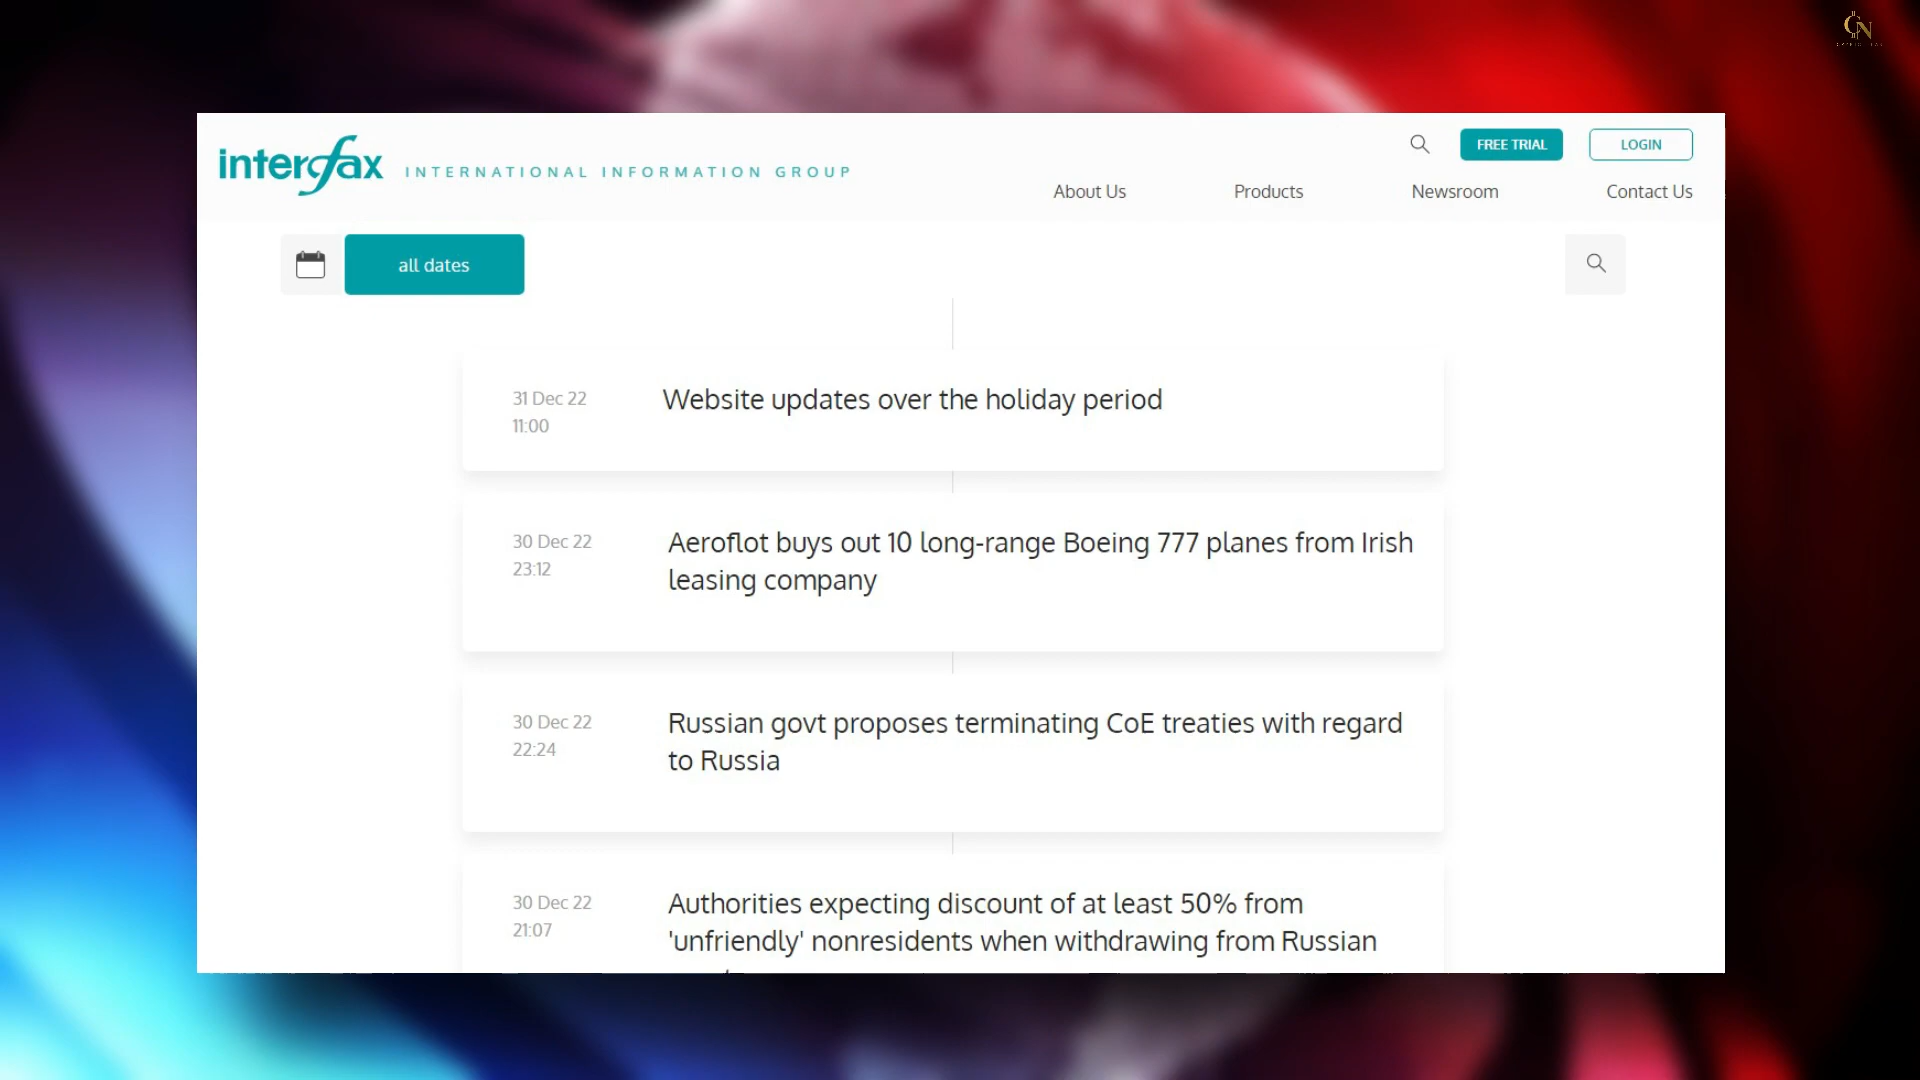 CN
interfax INTERNATIONAL INFORMATION GROUP
FREE TRIAL
LOGIN
About Us
Products
Newsroom
Contact Us
all dates
31 Dec 22
11:00
Website updates over the holiday period
30 Dec 22
23:12
Aeroflot buys out 10 long-range Boeing 777 planes from Irish
leasing company
30 Dec 22
22:24
Russian govt proposes terminating CoE treaties with regard
to Russia
30 Dec 22
21:07
Authorities expecting discount of at least 50% from
'unfriendly' nonresidents when withdrawing from Russian